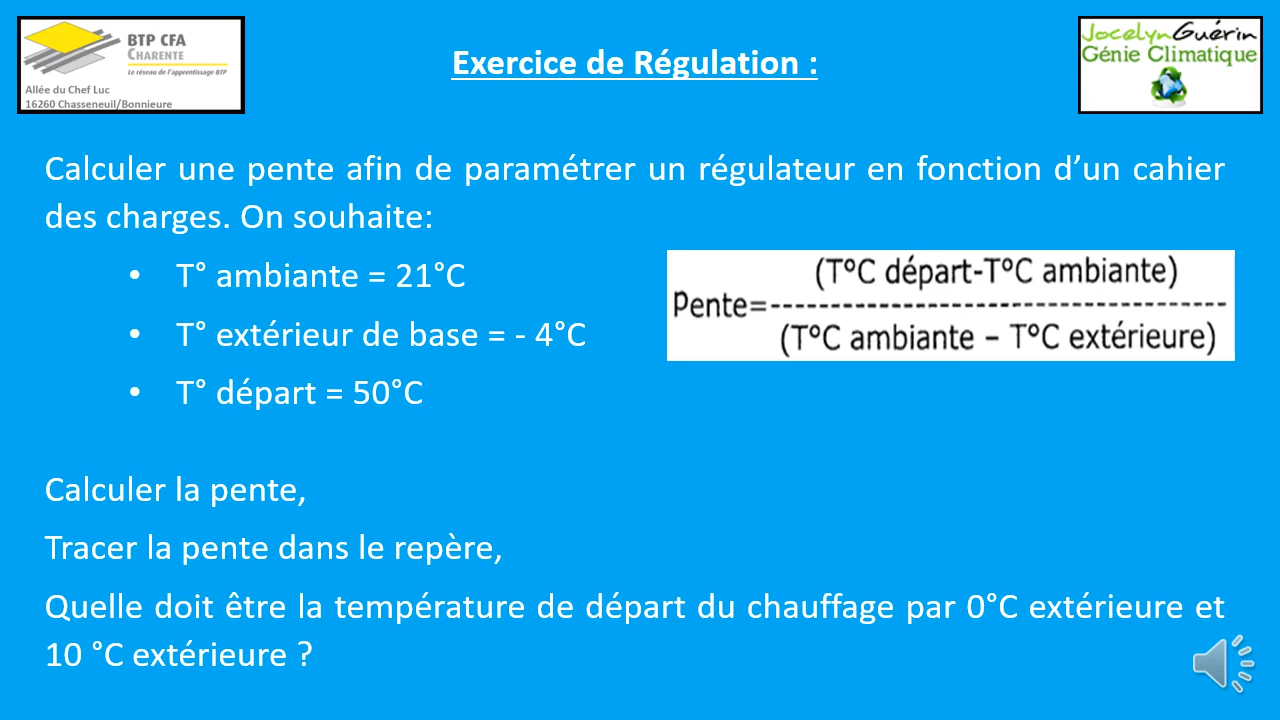 BTP CFA
CHARENTE
Le réseau de l'apprentissage BTP
Allée du Chef Luc
16260 Chasseneuil/Bonnieure
Exercice de Régulation :
JocelynGuérin
Génie Climatique
Calculer une pente afin de paramétrer un régulateur en fonction d’un cahier
des charges. On souhaite:
• T° ambiante = 21°C
• T° extérieur de base = - 4°C
• T° départ = 50°C
(T°C départ-T°C ambiante)
Pente=--------------------------------------
(T°C ambiante – T°C extérieure)
Calculer la pente,
Tracer la pente dans le repère,
Quelle doit être la température de départ du chauffage par 0°C extérieure et
10 °C extérieure ?